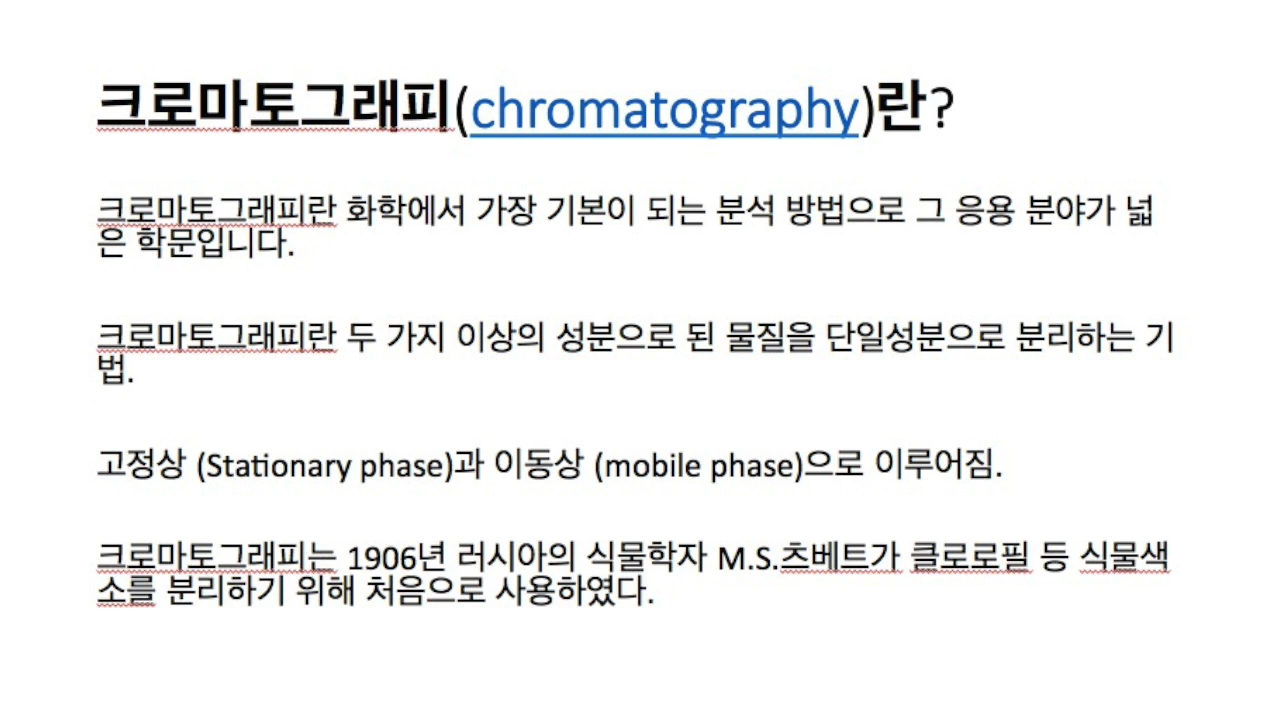 크로마토그래피(chromatography)란?
크로마토그래피란 화학에서 가장 기본이 되는 분석 방법으로 그 응용 분야가 넓
은 학문입니다.
크로마토그래피란 두 가지 이상의 성분으로 된 물질을 단일성분으로 분리하는 기
법.
고정상 (Stationary phase)과 이동상 (mobile phase)으로 이루어짐.
크로마토그래피는 1906년 러시아의 식물학자 M.S.츠베트가 클로로필 등 식물색
소를 분리하기 위해 처음으로 사용하였다.